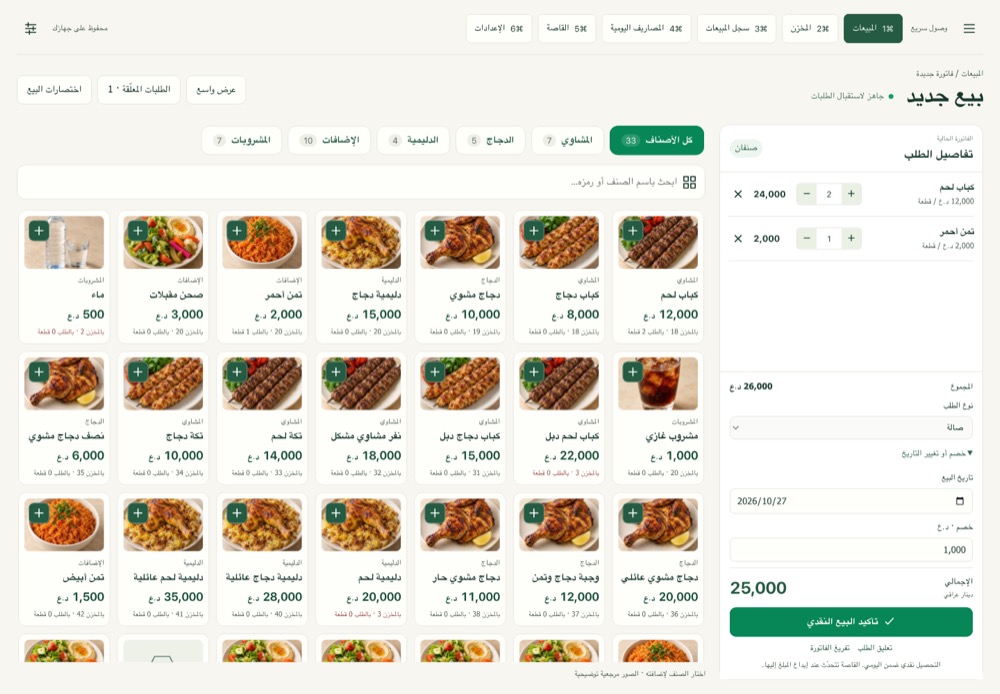 وصول سريع
⌘1 المبيعات
⌘2 المخزن
⌘3 سجل المبيعات
⌘4 المصاريف اليومية
⌘5 القاصة
⌘6 الإعدادات
محفوظ على جهازك
المبيعات / فاتورة جديدة
بيع جديد
جاهز لاستقبال الطلبات
عرض واسع
الطلبات المعلّقة · 1
اختصارات البيع
الفاتورة الحالية
تفاصيل الطلب
صنفان
كباب لحم
12,000 د.ع / قطعة
+ 2 −
24,000 ×
تمن أحمر
2,000 د.ع / قطعة
+ 1 −
2,000 ×
المجموع
26,000 د.ع
نوع الطلب
صالة
▼ خصم أو تغيير التاريخ
تاريخ البيع
2026/10/27
خصم · د.ع
1,000
الإجمالي
دينار عراقي
25,000
تأكيد البيع النقدي
تعليق الطلب تفريغ الفاتورة
التحصيل نقدي ضمن اليومي. القاصة تتحدّث عند إيداع المبلغ إليها.
كل الأصناف 33
المشاوي 7
الدجاج 5
الدليمية 4
الإضافات 10
المشروبات 7
ابحث باسم الصنف أو رمزه...
المشاوي
كباب لحم
12,000 د.ع
بالمخزن 18 · بالطلب 2 قطعة
المشاوي
كباب دجاج
8,000 د.ع
بالمخزن 18 · بالطلب 0 قطعة
الدجاج
دجاج مشوي
10,000 د.ع
بالمخزن 19 · بالطلب 0 قطعة
الدليمية
دليمية دجاج
15,000 د.ع
بالمخزن 20 · بالطلب 0 قطعة
الإضافات
تمن أحمر
2,000 د.ع
بالمخزن 20 · بالطلب 1 قطعة
الإضافات
صحن مقبلات
3,000 د.ع
بالمخزن 20 · بالطلب 0 قطعة
المشروبات
ماء
500 د.ع
بالمخزن 2 · بالطلب 0 قطعة
المشروبات
مشروب غازي
1,000 د.ع
بالمخزن 20 · بالطلب 0 قطعة
المشاوي
كباب لحم دبل
22,000 د.ع
بالمخزن 3 · بالطلب 0 قطعة
المشاوي
كباب دجاج دبل
15,000 د.ع
بالمخزن 31 · بالطلب 0 قطعة
المشاوي
نفر مشاوي مشكل
18,000 د.ع
بالمخزن 32 · بالطلب 0 قطعة
المشاوي
تكة لحم
14,000 د.ع
بالمخزن 33 · بالطلب 0 قطعة
المشاوي
تكة دجاج
10,000 د.ع
بالمخزن 34 · بالطلب 0 قطعة
الدجاج
نصف دجاج مشوي
6,000 د.ع
بالمخزن 35 · بالطلب 0 قطعة
الدجاج
دجاج مشوي عائلي
20,000 د.ع
بالمخزن 36 · بالطلب 0 قطعة
الدجاج
وجبة دجاج وتمن
12,000 د.ع
بالمخزن 37 · بالطلب 0 قطعة
الدجاج
دجاج مشوي حار
11,000 د.ع
بالمخزن 38 · بالطلب 0 قطعة
الدليمية
دليمية لحم
20,000 د.ع
بالمخزن 3 · بالطلب 0 قطعة
الدليمية
دليمية دجاج عائلية
28,000 د.ع
بالمخزن 40 · بالطلب 0 قطعة
الدليمية
دليمية لحم عائلية
35,000 د.ع
بالمخزن 41 · بالطلب 0 قطعة
الإضافات
تمن أبيض
1,500 د.ع
بالمخزن 42 · بالطلب 0 قطعة
اختار الصنف لإضافته · الصور مرجعية توضيحية